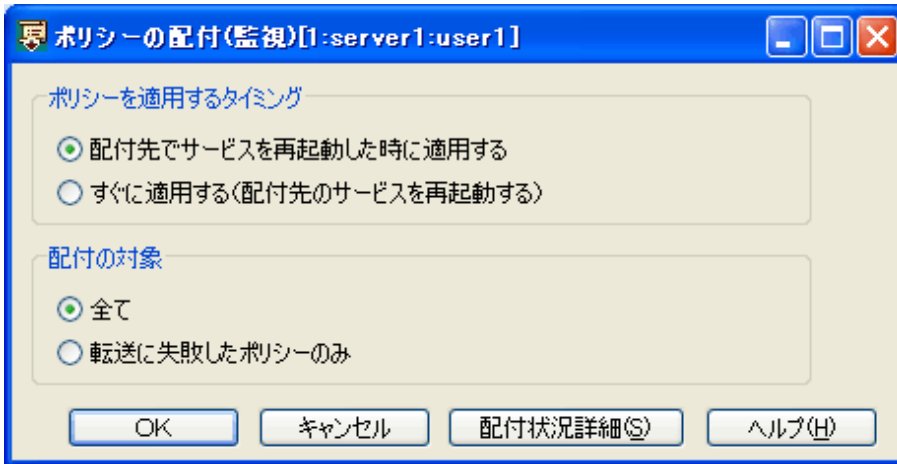 ポリシーの配付(監視)[1:server1:user1]
ポリシーを適用するタイミング
配付先でサービスを再起動した時に適用する
すぐに適用する(配付先のサービスを再起動する)
配付の対象
全て
転送に失敗したポリシーのみ
OK キャンセル 配付状況詳細(S) ヘルプ(H)